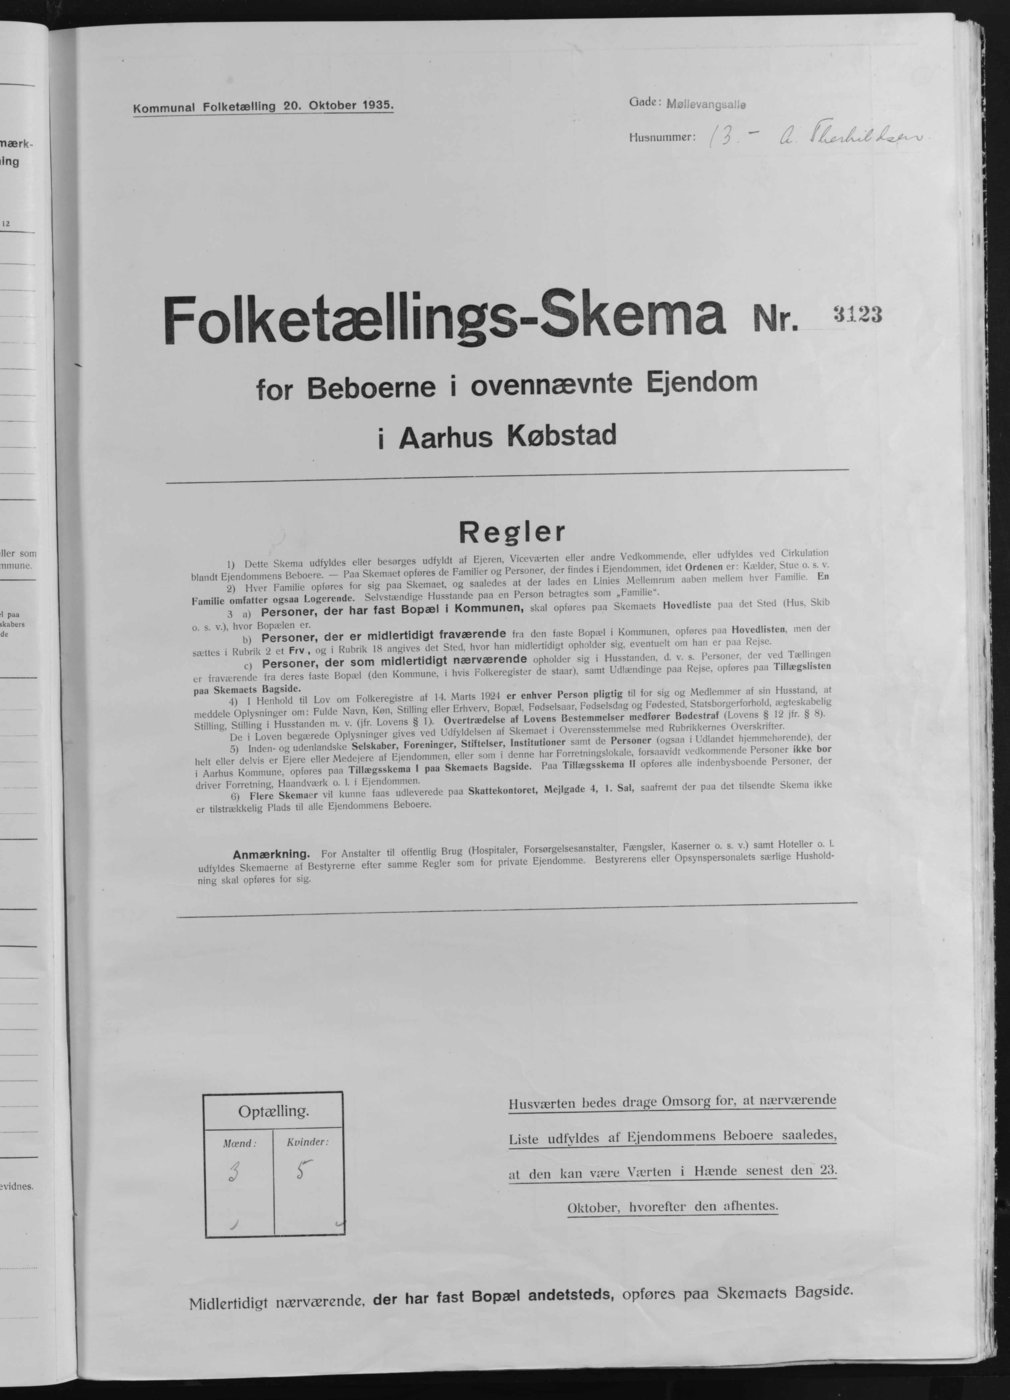 Kommunal Folketælling 20. Oktober 1935.
Gade: Møllevangsalle
Husnummer: 13 - A.
Folketællings-Skema Nr. 3123
for Beboerne i ovennævnte Ejendom
i Aarhus Købstad
Regler
1) Dette Skema udfyldes eller besørges udfyldt af Ejeren, Viceværten eller andre Vedkommende, eller udfyldes ved Cirkulation
blandt Ejendommens Beboere. — Paa Skemaet opføres de Familier og Personer, der findes i Ejendommen, idet Ordenen er: Kælder, Stue o. s. v.
2) Hver Familie opføres for sig paa Skemaet, og saaledes at der lades en Linies Mellemrum aaben mellem hver Familie. En
Familie omfatter ogsaa Logerende. Selvstændige Husstande paa en Person betragtes som „Familie“.
3 a) Personer, der har fast Bopæl i Kommunen, skal opføres paa Skemaets Hovedliste paa det Sted (Hus, Skib
o. s. v.), hvor Bopælen er.
b) Personer, der er midlertidigt fraværende fra den faste Bopæl i Kommunen, opføres paa Hovedlisten, men der
sættes i Rubrik 2 et Frv., og i Rubrik 18 angives det Sted, hvor han midlertidigt opholder sig, eventuelt om han er paa Rejse.
c) Personer, der som midlertidigt nærværende opholder sig i Husstanden, d. v. s. Personer, der ved Tællingen
er fraværende fra deres faste Bopæl (den Kommune, i hvis Folkeregister de staar), samt Udlændinge paa Rejse, opføres paa Tillægslisten
paa Skemaets Bagside.
4) I Henhold til Lov om Folkeregistre af 14. Marts 1924 er enhver Person pligtig til for sig og Medlemmer af sin Husstand, at
meddele Oplysninger om: Fulde Navn, Køn, Stilling eller Erhverv, Bopæl, Fødselsaar, Fødselsdag og Fødested, Statsborgerforhold, ægteskabelig
Stilling, Stilling i Husstanden m. v. (jfr. Lovens § 1). Overtrædelse af Lovens Bestemmelser medfører Bødestraf (Lovens § 12 jfr. § 8).
De i Loven begærede Oplysninger gives ved Udfyldelsen af Skemaet i Overensstemmelse med Rubrikkernes Overskrifter.
5) Inden- og udenlandske Selskaber, Foreninger, Stiftelser, Institutioner samt de Personer (ogsaa i Udlandet hjemmehørende), der
helt eller delvis er Ejere eller Medejere af Ejendommen, eller som i denne har Forretningslokale, forsaavidt vedkommende Personer ikke bor
i Aarhus Kommune, opføres paa Tillægsskema I paa Skemaets Bagside. Paa Tillægsskema II opføres alle indenbysboende Personer, der
driver Forretning, Haandværk o. l. i Ejendommen.
6) Flere Skemaer vil kunne faas udleverede paa Skattekontoret, Mejlgade 4, 1. Sal, saafremt der paa det tilsendte Skema ikke
er tilstrækkelig Plads til alle Ejendommens Beboere.
Anmærkning. For Anstalter til offentlig Brug (Hospitaler, Forsørgelsesanstalter, Fængsler, Kaserner o. s. v.) samt Hoteller o. l.
udfyldes Skemaerne af Bestyrerne efter samme Regler som for private Ejendomme. Bestyrerens eller Opsynspersonalets særlige Hushold-
ning skal opføres for sig.
Optælling.
Mænd: Kvinder:
3 5
Husværten bedes drage Omsorg for, at nærværende
Liste udfyldes af Ejendommens Beboere saaledes,
at den kan være Værten i Hænde senest den 23.
Oktober, hvorefter den afhentes.
Midlertidigt nærværende, der har fast Bopæl andetsteds, opføres paa Skemaets Bagside.